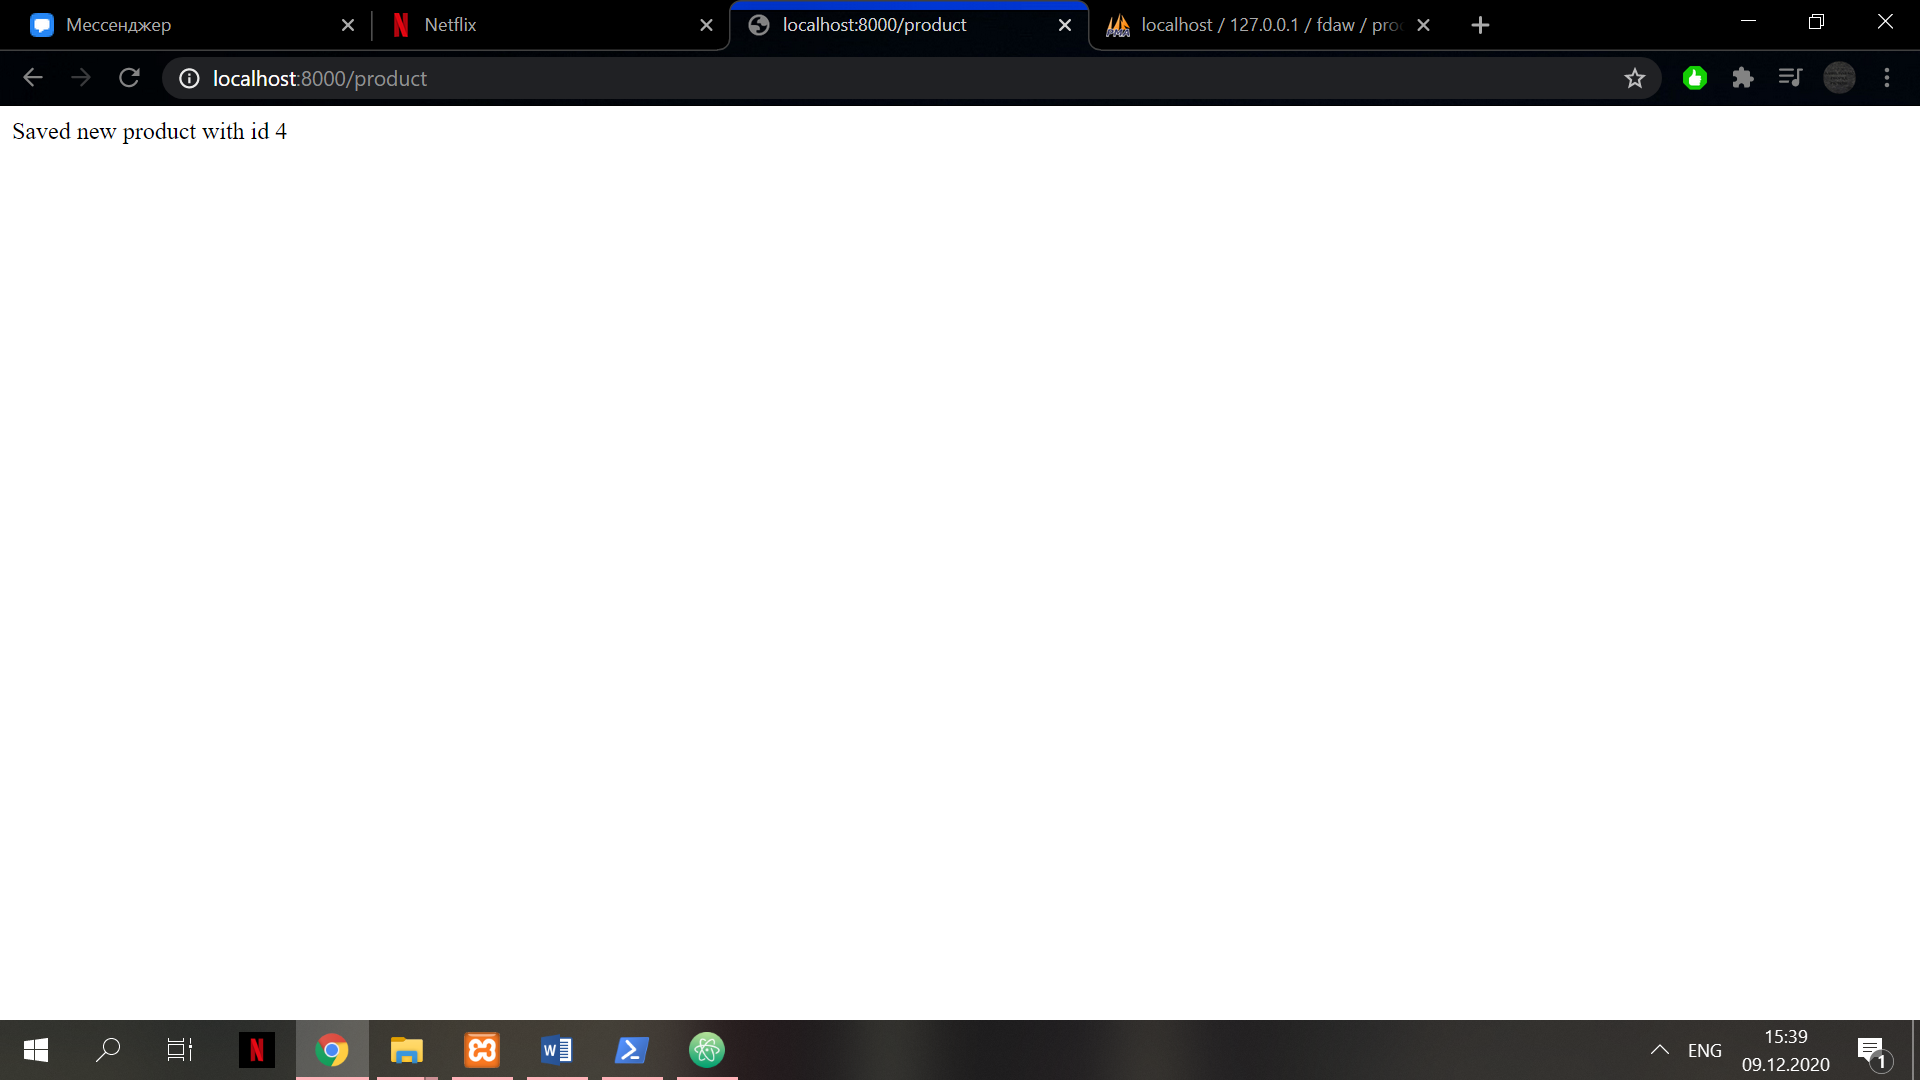 Мессенджер
Netflix
localhost:8000/product
localhost / 127.0.0.1 / fdaw / pro
localhost:8000/product
Saved new product with id 4
ENG
15:39
09.12.2020
1